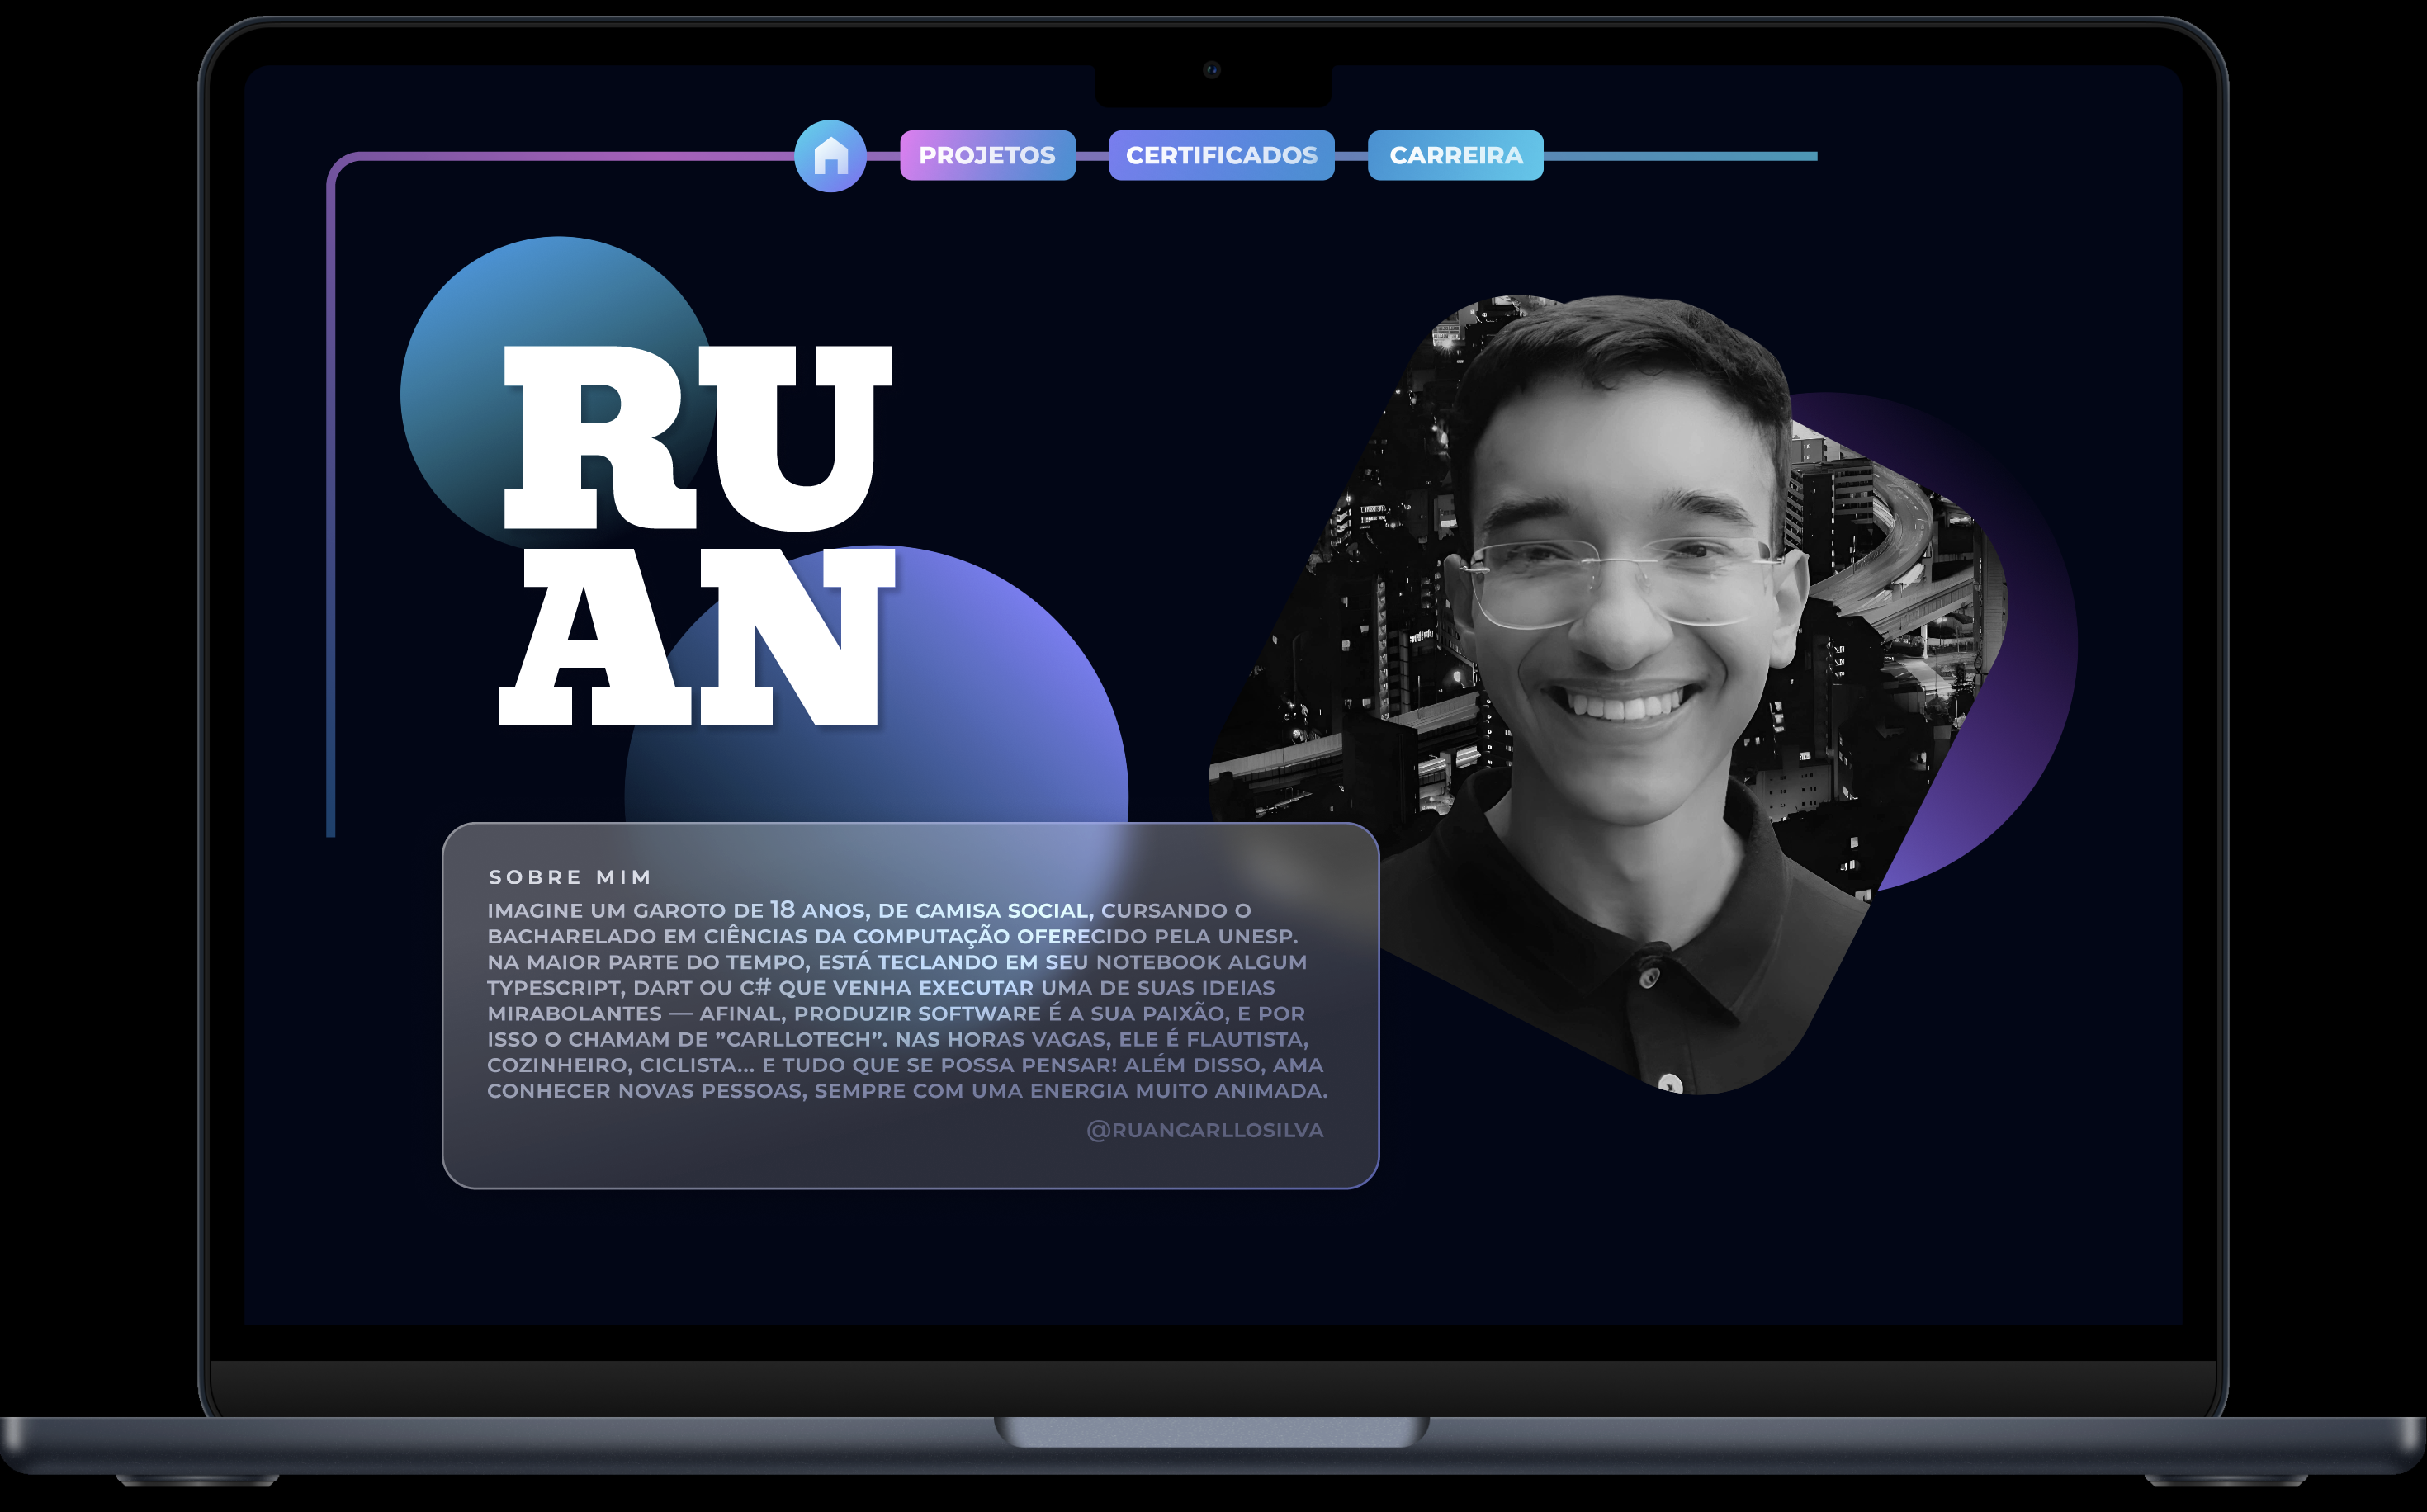 PROJETOS CERTIFICADOS CARREIRA
RU
AN
SOBRE MIM
IMAGINE UM GAROTO DE 18 ANOS, DE CAMISA SOCIAL, CURSANDO O
BACHARELADO EM CIÊNCIAS DA COMPUTAÇÃO OFERECIDO PELA UNESP.
NA MAIOR PARTE DO TEMPO, ESTÁ TECLANDO EM SEU NOTEBOOK ALGUM
TYPESCRIPT, DART OU C# QUE VENHA EXECUTAR UMA DE SUAS IDEIAS
MIRABOLANTES — AFINAL, PRODUZIR SOFTWARE É A SUA PAIXÃO, E POR
ISSO O CHAMAM DE ”CARLLOTECH”. NAS HORAS VAGAS, ELE É FLAUTISTA,
COZINHEIRO, CICLISTA... E TUDO QUE SE POSSA PENSAR! ALÉM DISSO, AMA
CONHECER NOVAS PESSOAS, SEMPRE COM UMA ENERGIA MUITO ANIMADA.
@RUANCARLLOSILVA